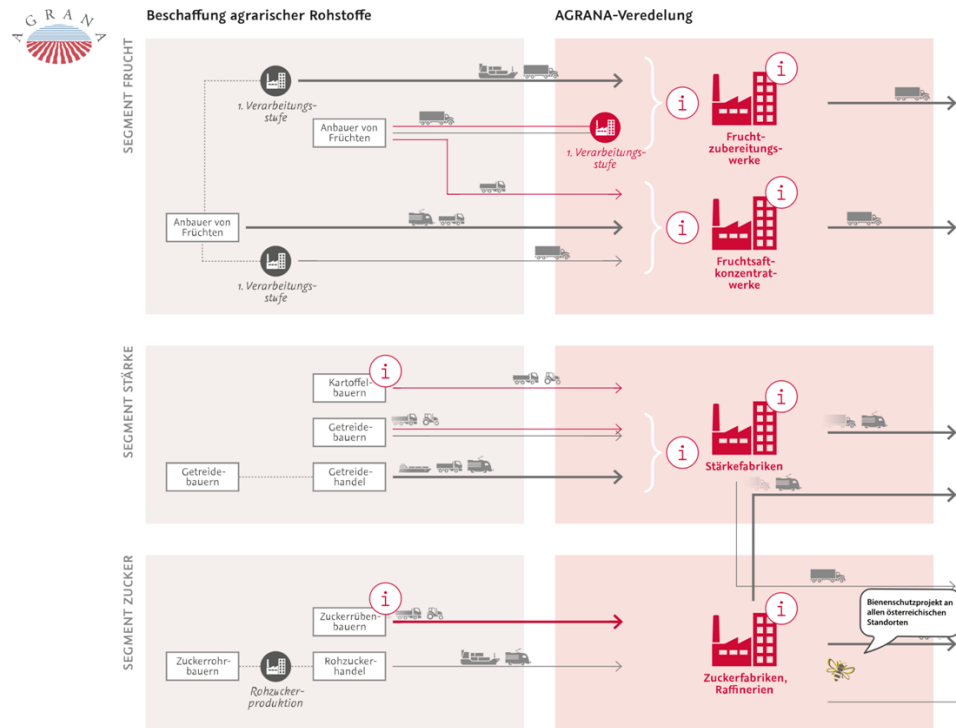 AGRANA
Beschaffung agrarischer Rohstoffe
AGRANA-Veredelung
SEGMENT FRUCHT
1. Verarbeitungs-
stufe
Anbauer von
Früchten
1. Verarbeitungs-
stufe
i
i
Frucht-
zubereitungs-
werke
Anbauer von
Früchten
1. Verarbeitungs-
stufe
i
i
Fruchtsaft-
konzentrat-
werke
SEGMENT STÄRKE
i
Kartoffel-
bauern
Getreide-
bauern
Getreide-
bauern
Getreide-
handel
i
i
Stärkefabriken
SEGMENT ZUCKER
i
Zuckerrüben-
bauern
Zuckerrohr-
bauern
Rohzucker-
produktion
Rohzucker-
handel
i
Zuckerfabriken,
Raffinerien
Bienenschutzprojekt an
allen österreichischen
Standorten